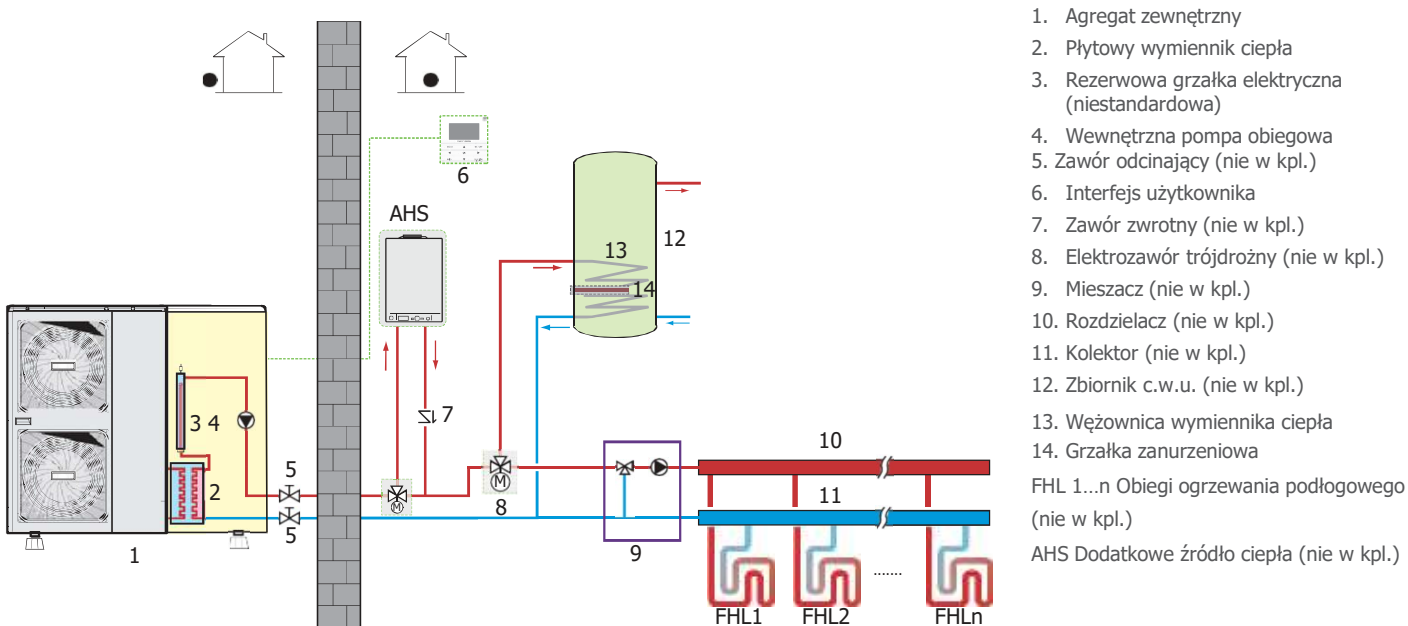 AHS
6
13
12
14
7
3 4
2
5
5
1
M
M
8
9
10
11
.......
FHL1
FHL2
FHLn
1. Agregat zewnętrzny
2. Płytowy wymiennik ciepła
3. Rezerwowa grzałka elektryczna
(niestandardowa)
4. Wewnętrzna pompa obiegowa
5. Zawór odcinający (nie w kpl.)
6. Interfejs użytkownika
7. Zawór zwrotny (nie w kpl.)
8. Elektrozawór trójdrożny (nie w kpl.)
9. Mieszacz (nie w kpl.)
10. Rozdzielacz (nie w kpl.)
11. Kolektor (nie w kpl.)
12. Zbiornik c.w.u. (nie w kpl.)
13. Wężownica wymiennika ciepła
14. Grzałka zanurzeniowa
FHL 1...n Obiegi ogrzewania podłogowego
(nie w kpl.)
AHS Dodatkowe źródło ciepła (nie w kpl.)